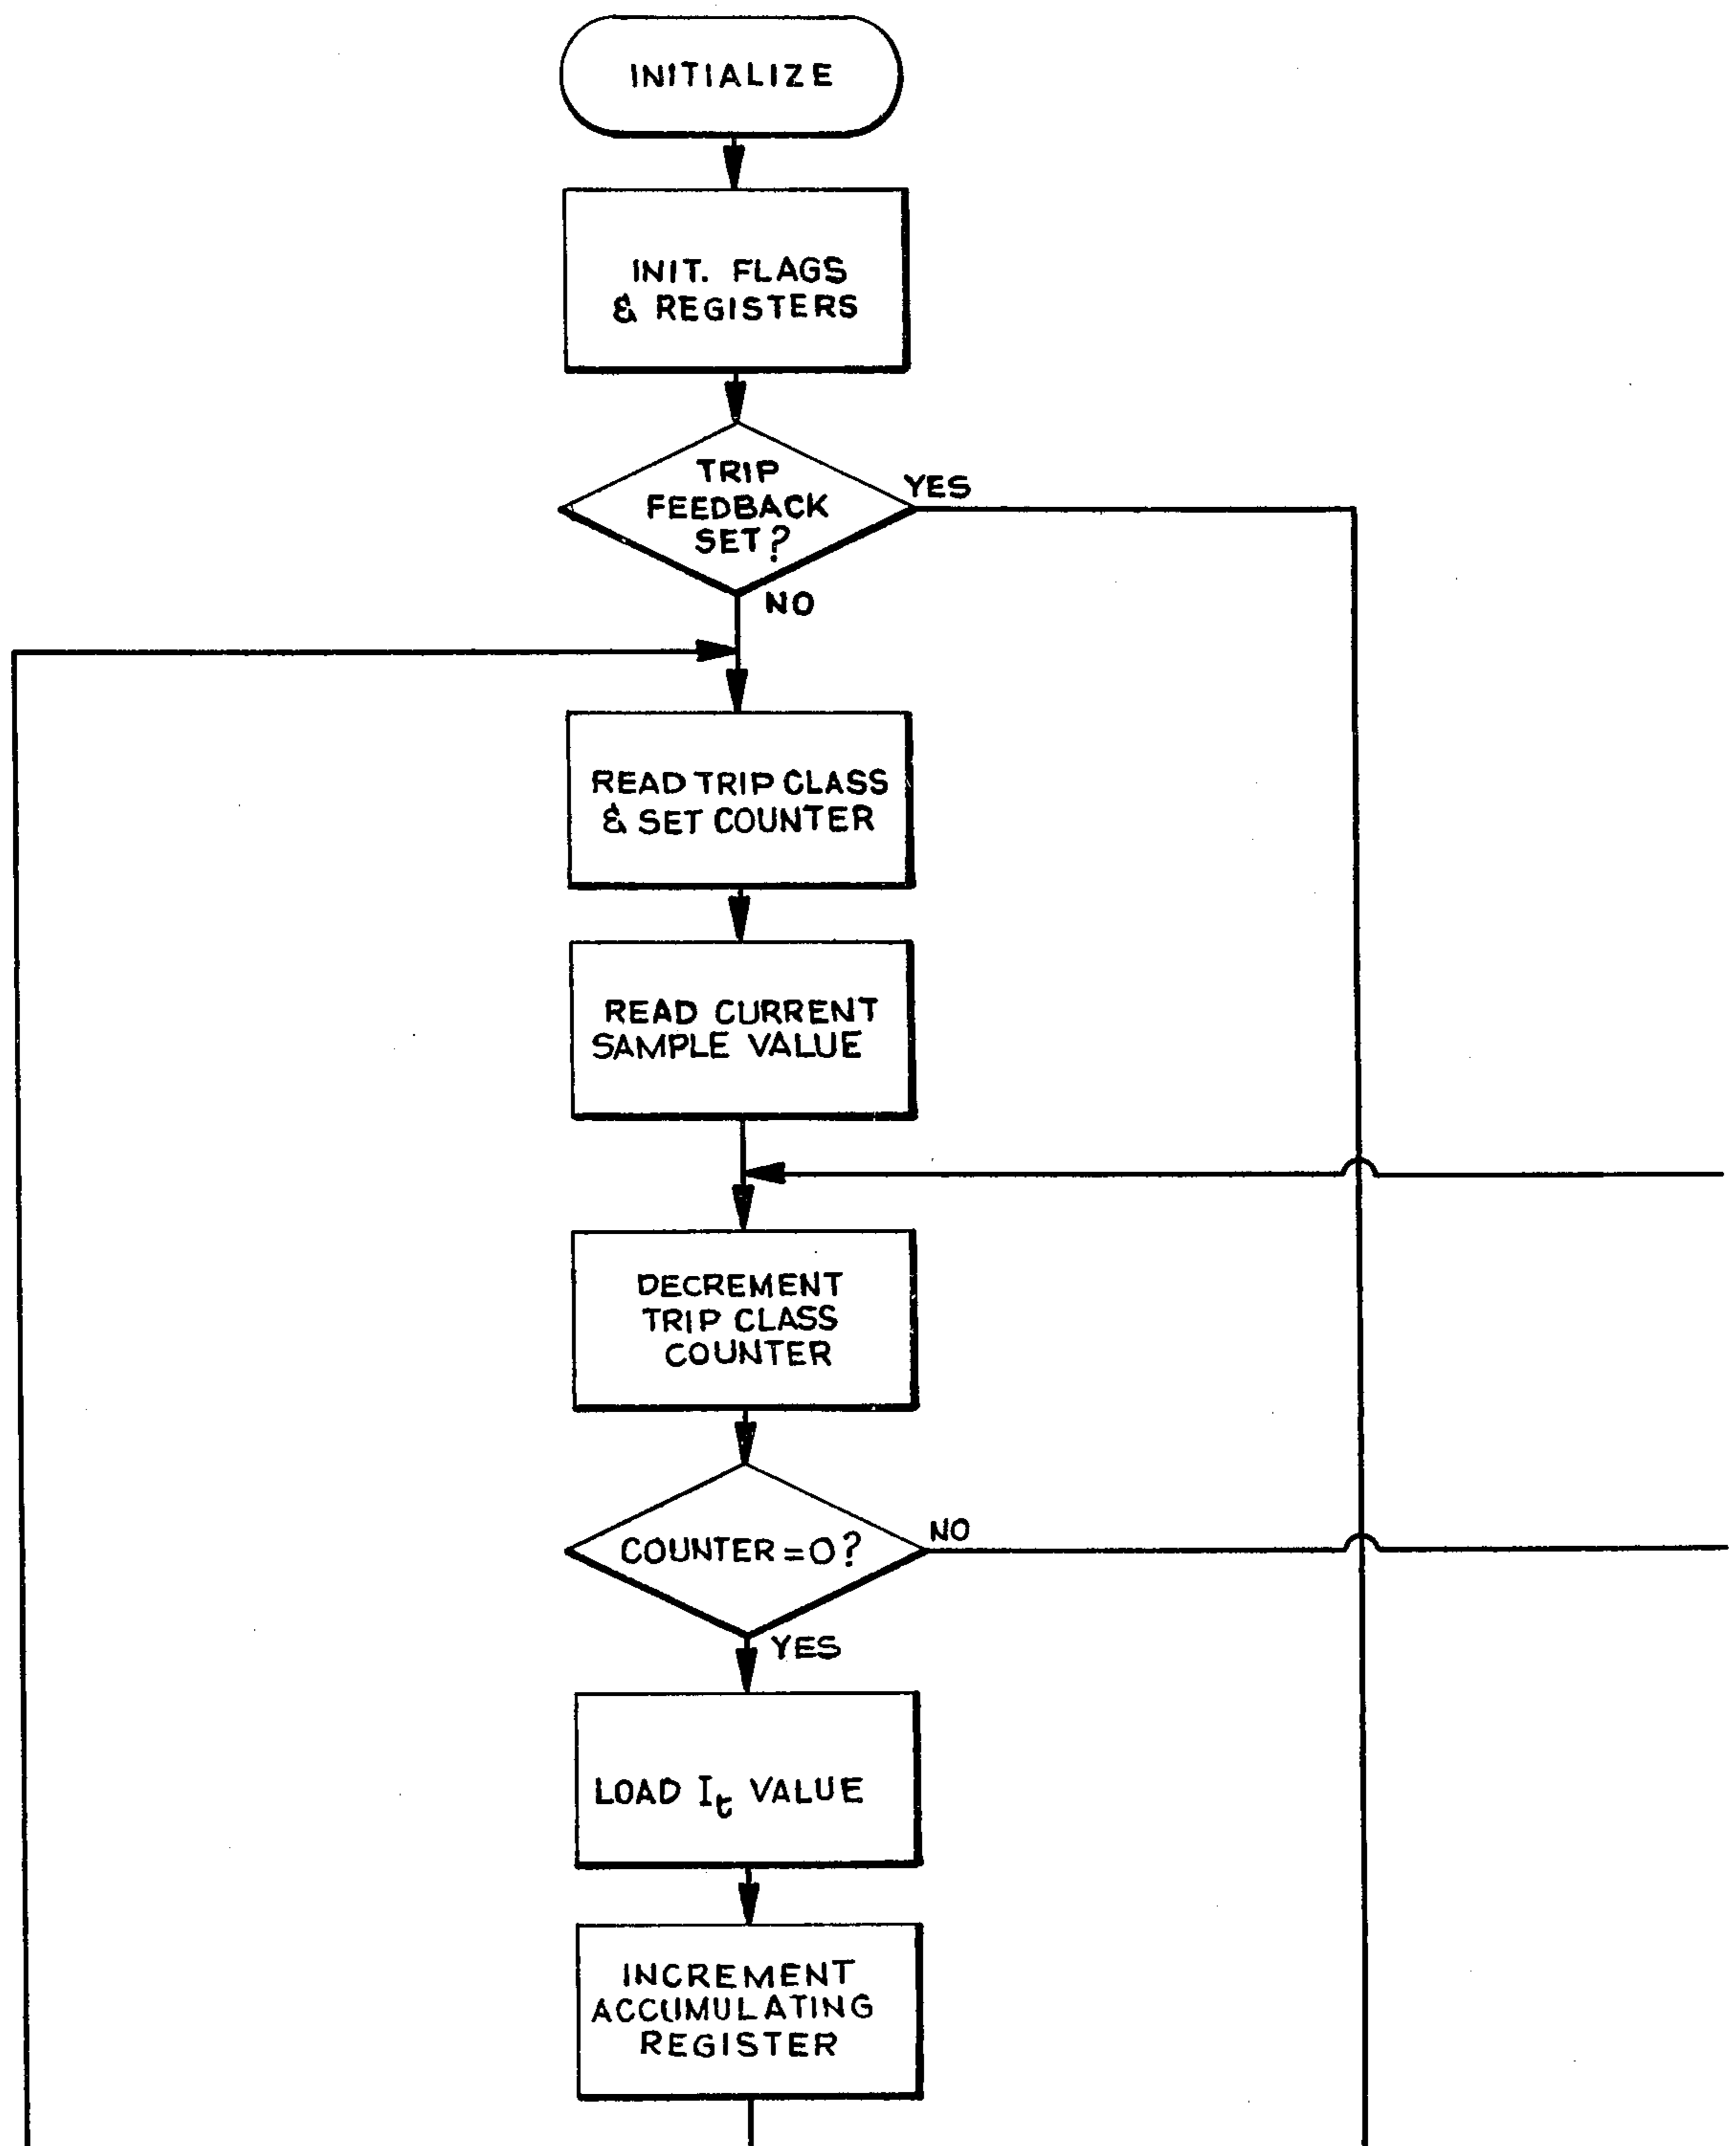 INITIALIZE
INIT. FLAGS
& REGISTERS
TRIP
FEEDBACK
SET?
YES
NO
READ TRIP CLASS
& SET COUNTER
READ CURRENT
SAMPLE VALUE
DECREMENT
TRIP CLASS
COUNTER
COUNTER=0?
NO
YES
LOAD It VALUE
INCREMENT
ACCUMULATING
REGISTER